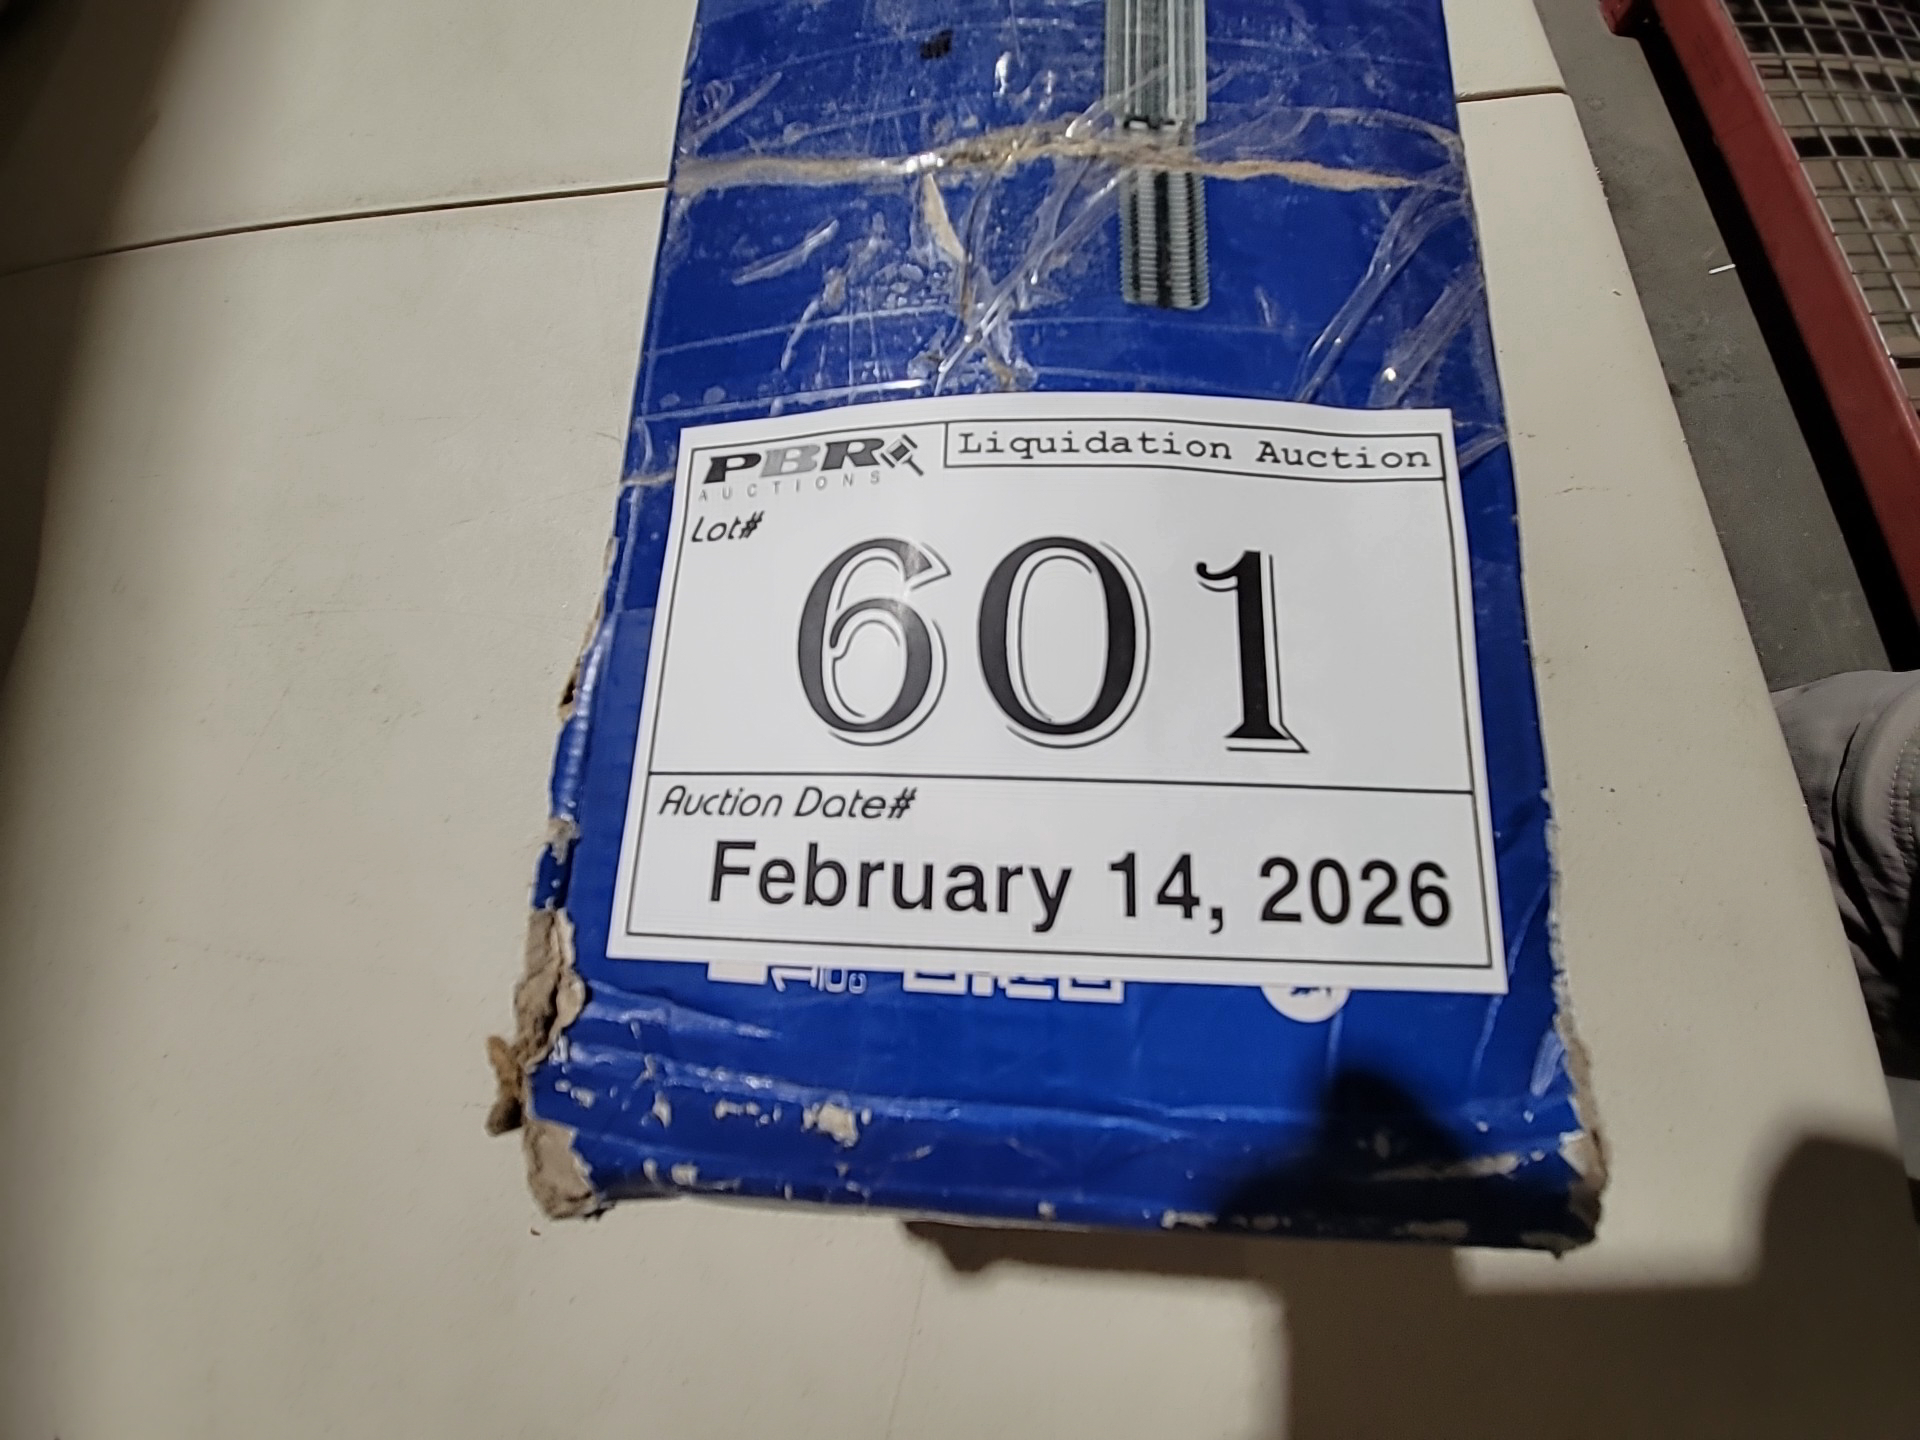 PBR
AUCTIONS
Liquidation Auction
Lot#
601
Auction Date#
February 14, 2026